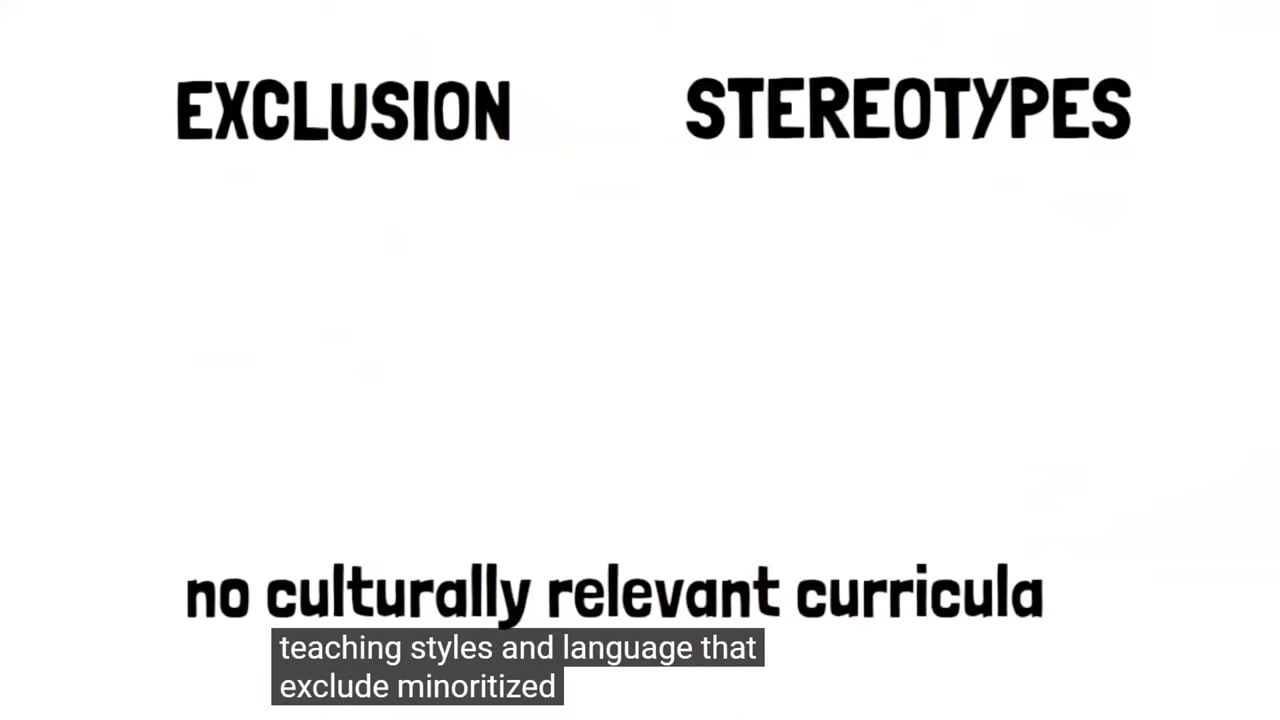 EXCLUSION STEREOTYPES
no culturally relevant curricula
teaching styles and language that
exclude minoritized